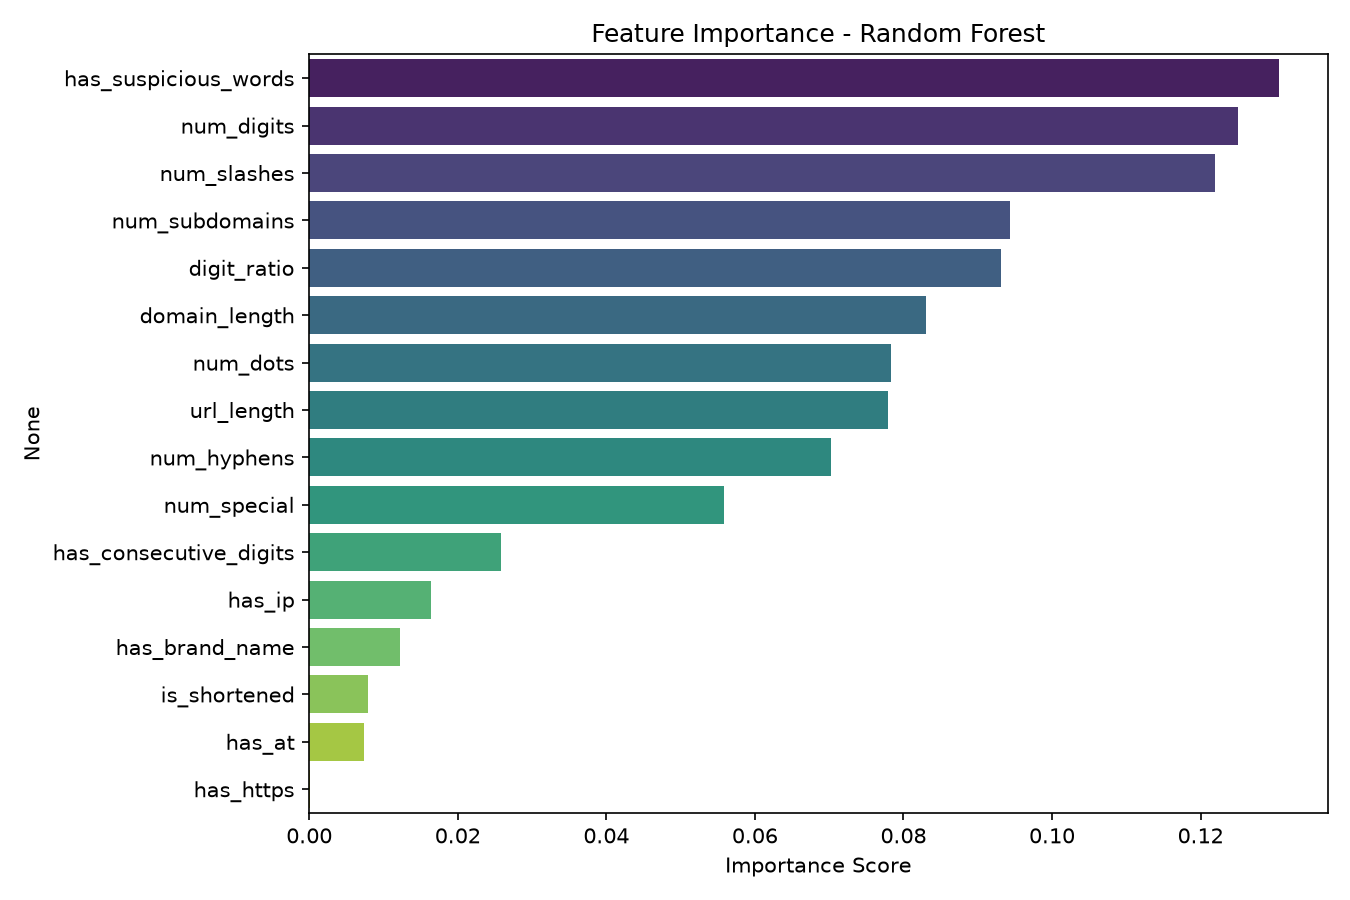 Feature Importance - Random Forest
has_suspicious_words
num_digits
num_slashes
num_subdomains
digit_ratio
domain_length
num_dots
url_length
num_hyphens
num_special
has_consecutive_digits
has_ip
has_brand_name
is_shortened
has_at
has_https
None
0.00 0.02 0.04 0.06 0.08 0.10 0.12
Importance Score